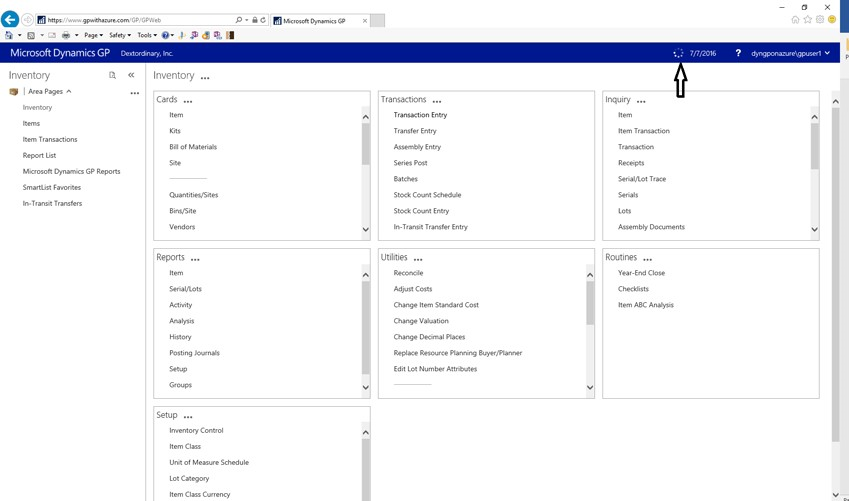 https://www.gpwithazure.com/GP/GPWeb
Microsoft Dynamics GP
Page
Safety
Tools
Microsoft Dynamics GP
Dextordinary, Inc.
7/7/2016
?
dyngponazure\gpuser1
Inventory
Area Pages
Inventory
Items
Item Transactions
Report List
Microsoft Dynamics GP Reports
SmartList Favorites
In-Transit Transfers
Inventory ...
Cards ...
Item
Kits
Bill of Materials
Site
Quantities/Sites
Bins/Site
Vendors
Transactions ...
Transaction Entry
Transfer Entry
Assembly Entry
Series Post
Batches
Stock Count Schedule
Stock Count Entry
In-Transit Transfer Entry
Inquiry ...
Item
Item Transaction
Transaction
Receipts
Serial/Lot Trace
Serials
Lots
Assembly Documents
Reports ...
Item
Serial/Lots
Activity
Analysis
History
Posting Journals
Setup
Groups
Utilities ...
Reconcile
Adjust Costs
Change Item Standard Cost
Change Valuation
Change Decimal Places
Replace Resource Planning Buyer/Planner
Edit Lot Number Attributes
Routines ...
Year-End Close
Checklists
Item ABC Analysis
Setup ...
Inventory Control
Item Class
Unit of Measure Schedule
Lot Category
Item Class Currency